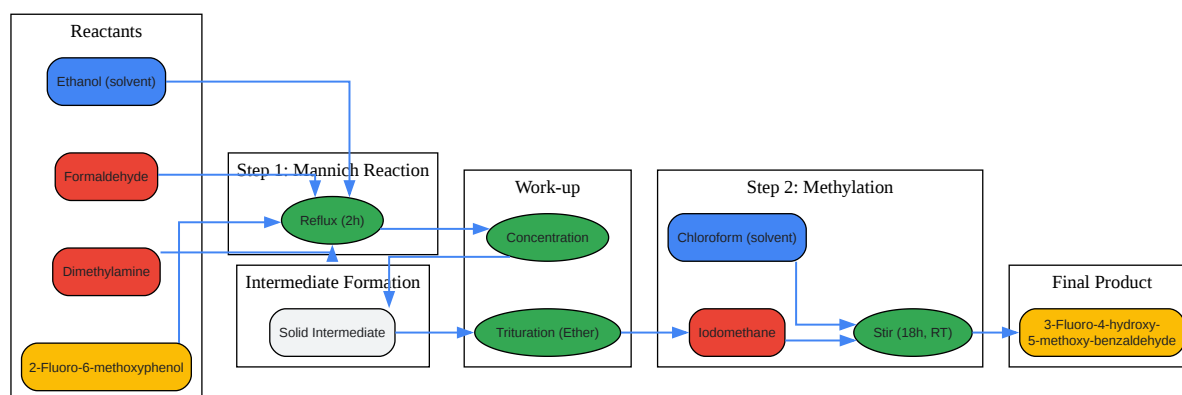 Reactants
Ethanol (solvent)
Formaldehyde
Dimethylamine
2-Fluoro-6-methoxyphenol
Step 1: Mannich Reaction
Reflux (2h)
Intermediate Formation
Solid Intermediate
Work-up
Concentration
Trituration (Ether)
Step 2: Methylation
Chloroform (solvent)
Iodomethane
Stir (18h, RT)
Final Product
3-Fluoro-4-hydroxy-
5-methoxy-benzaldehyde